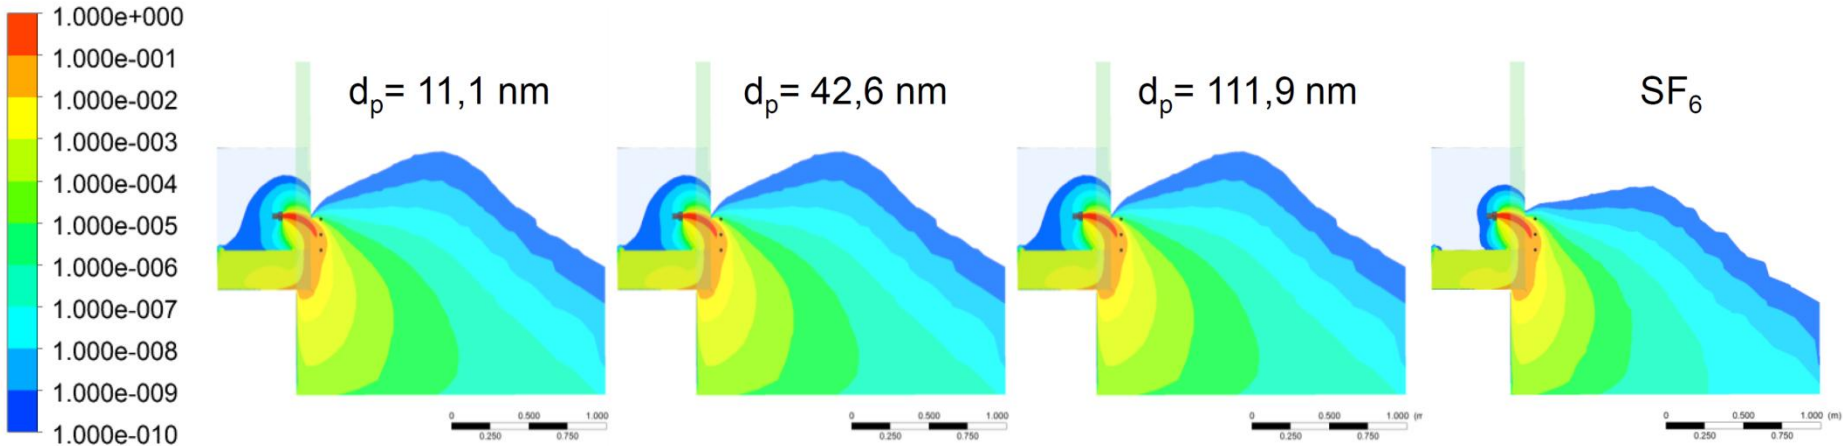 1.000e+000
1.000e-001
1.000e-002
1.000e-003
1.000e-004
1.000e-005
1.000e-006
1.000e-007
1.000e-008
1.000e-009
1.000e-010
dp= 11,1 nm
0 0.500 1.000
0.250 0.750
dp= 42,6 nm
0 0.500 1.000
0.250 0.750
dp= 111,9 nm
0 0.500 1.000 (m
0.250 0.750
SF6
0 0.500 1.000 (m)
0.250 0.750